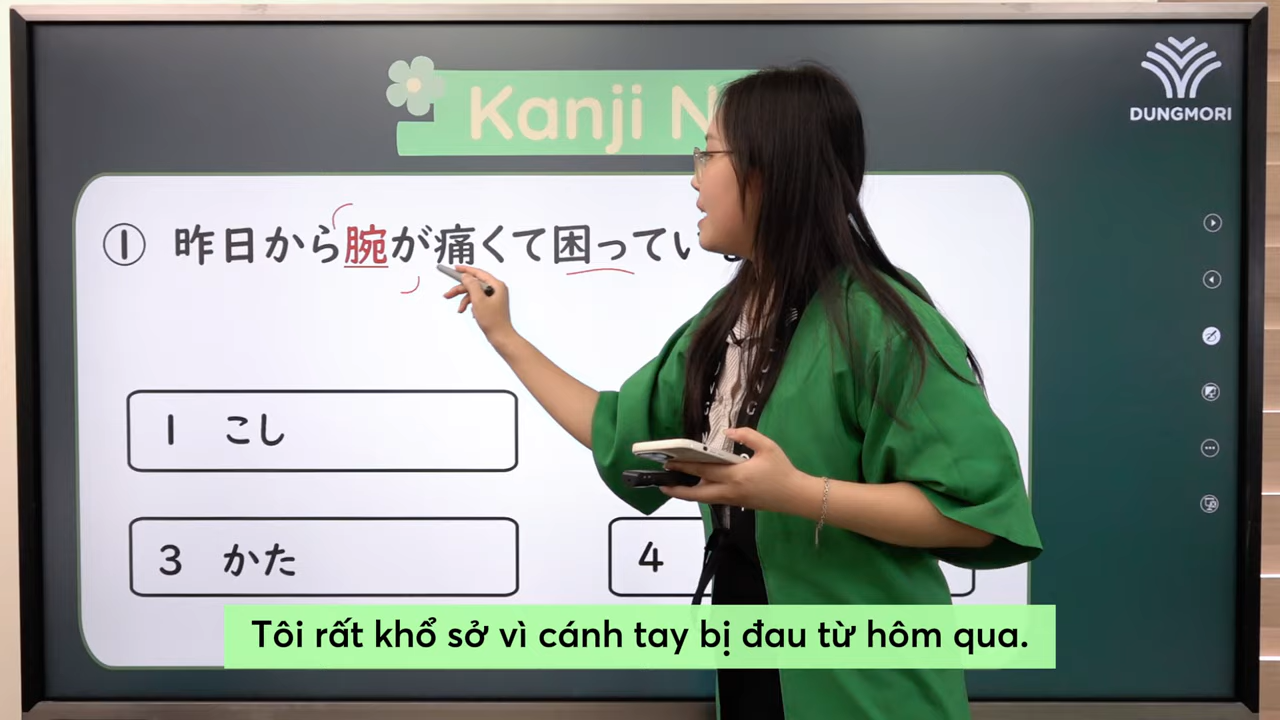 Kanji N
DUNGMORI
① 昨日から腕が痛くて困ってい
1 こし
3 かた
4
Tôi rất khổ sở vì cánh tay bị đau từ hôm qua.